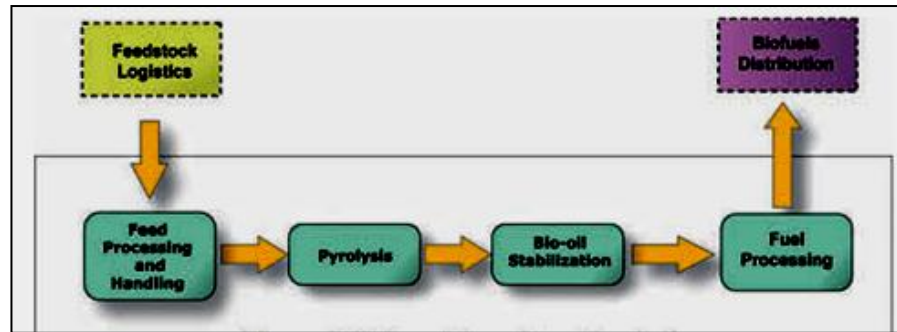 Feedstock
Logistics
Biofuels
Distribution
Feed
Processing
and
Handling
Pyrolysis
Bio-oil
Stabilization
Fuel
Processing